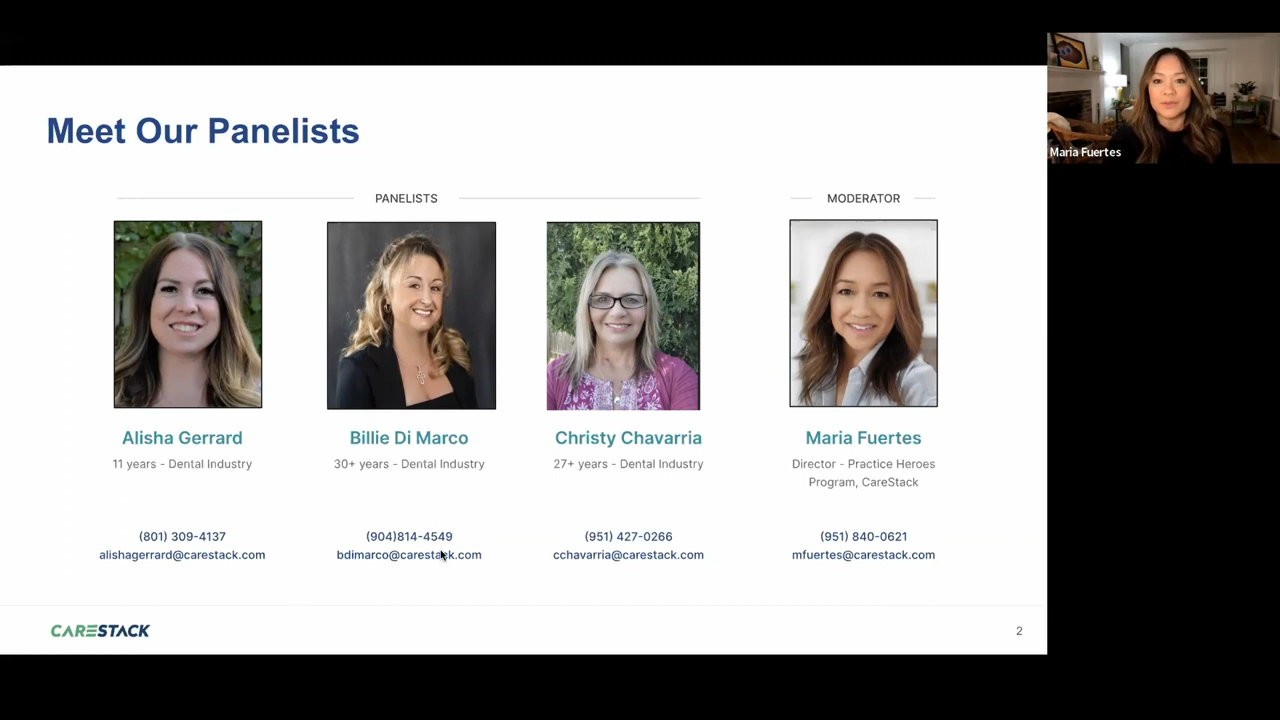 Meet Our Panelists
PANELISTS
MODERATOR
Alisha Gerrard
11 years - Dental Industry
(801) 309-4137
alishagerrard@carestack.com
Billie Di Marco
30+ years - Dental Industry
(904)814-4549
bdimarco@carestack.com
Christy Chavarria
27+ years - Dental Industry
(951) 427-0266
cchavarria@carestack.com
Maria Fuertes
Director - Practice Heroes
Program, CareStack
(951) 840-0621
mfuertes@carestack.com
CARESTACK
2
Maria Fuertes